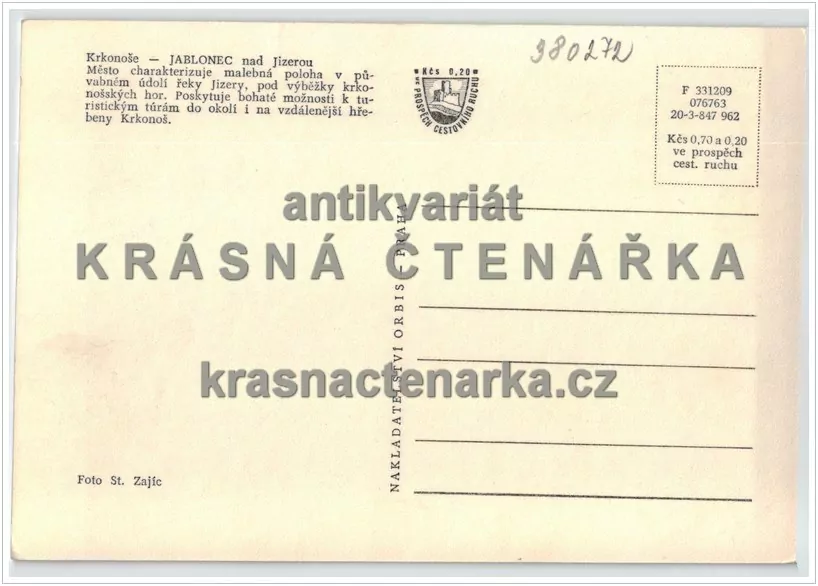 980272
Krkonoše — JABLONEC nad Jizerou
Město charakterizuje malebná poloha v pů-
vabném údolí řeky Jizery, pod výběžky krko-
nošských hor. Poskytuje bohaté možnosti k tu-
ristickým túrám do okolí i na vzdálenější hře-
beny Krkonoš.
Kčs 0,20
VE PROSPĚCH CESTOVNÍHO RUCHU
F 331209
076763
20-3-847 962
Kčs 0,70 a 0,20
ve prospěch
cest. ruchu
antikvariát
KRÁSNÁ ČTENÁŘKA
krasnactenarka.cz
NAKLADATELSTVÍ ORBIS - PRAHA
Foto St. Zajíc